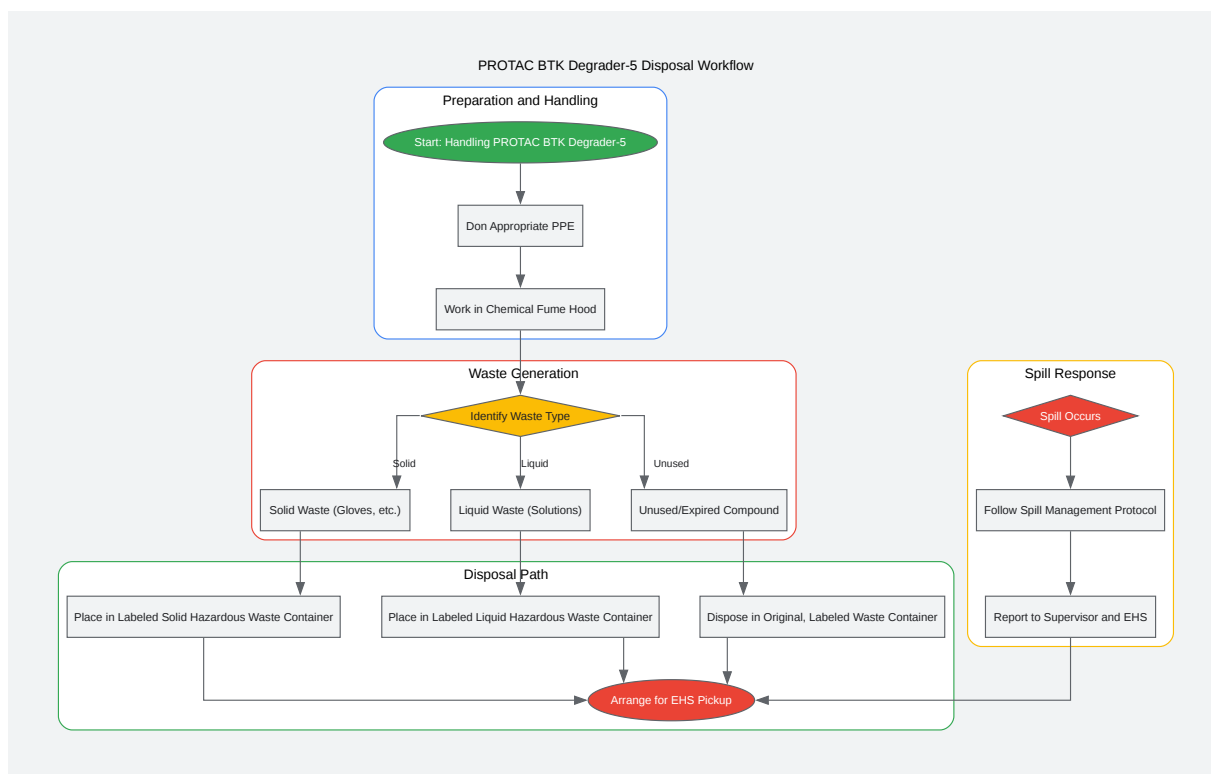 PROTAC BTK Degrader-5 Disposal Workflow
Preparation and Handling
Start: Handling PROTAC BTK Degrader-5
Don Appropriate PPE
Work in Chemical Fume Hood
Waste Generation
Identify Waste Type
Solid
Liquid
Unused
Solid Waste (Gloves, etc.)
Liquid Waste (Solutions)
Unused/Expired Compound
Disposal Path
Place in Labeled Solid Hazardous Waste Container
Place in Labeled Liquid Hazardous Waste Container
Dispose in Original, Labeled Waste Container
Arrange for EHS Pickup
Spill Response
Spill Occurs
Follow Spill Management Protocol
Report to Supervisor and EHS